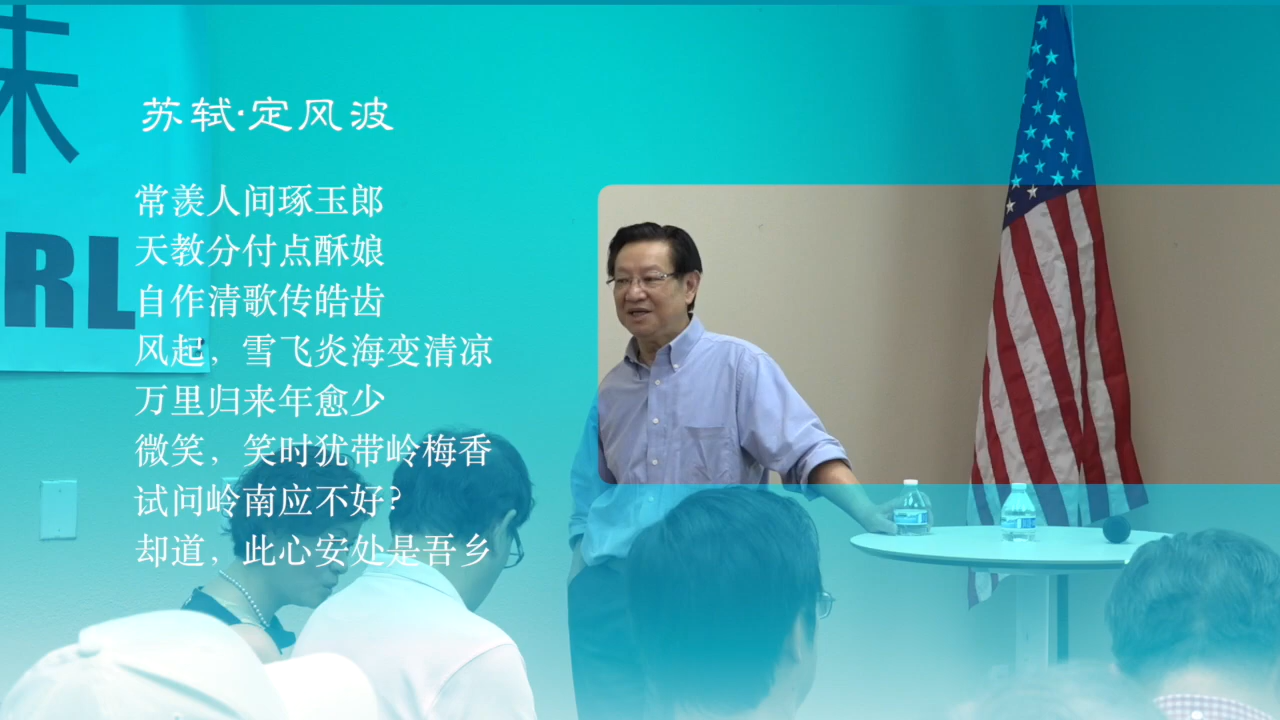 苏轼·定风波
常羡人间琢玉郎
天教分付点酥娘
自作清歌传皓齿
风起，雪飞炎海变清凉
万里归来年愈少
微笑，笑时犹带岭梅香
试问岭南应不好?
却道，此心安处是吾乡
RL